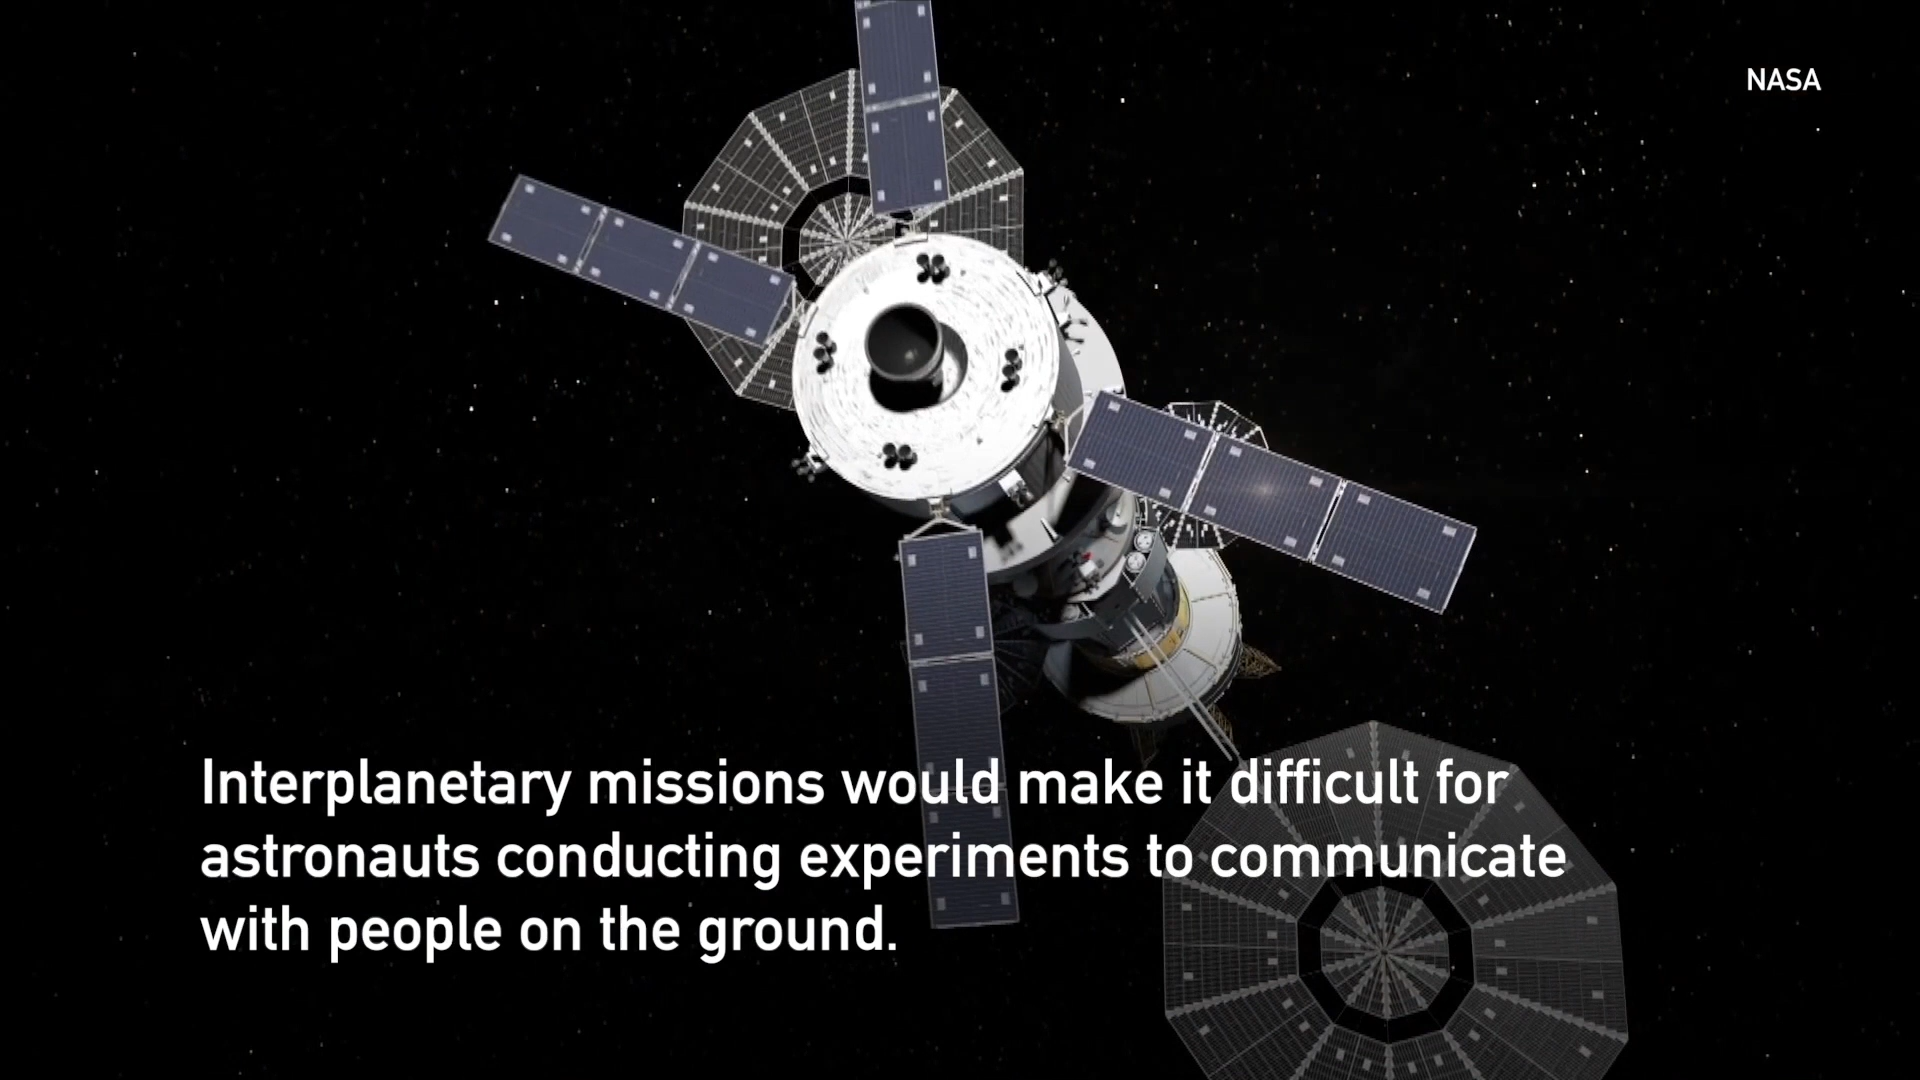 NASA
Interplanetary missions would make it difficult for
astronauts conducting experiments to communicate
with people on the ground.